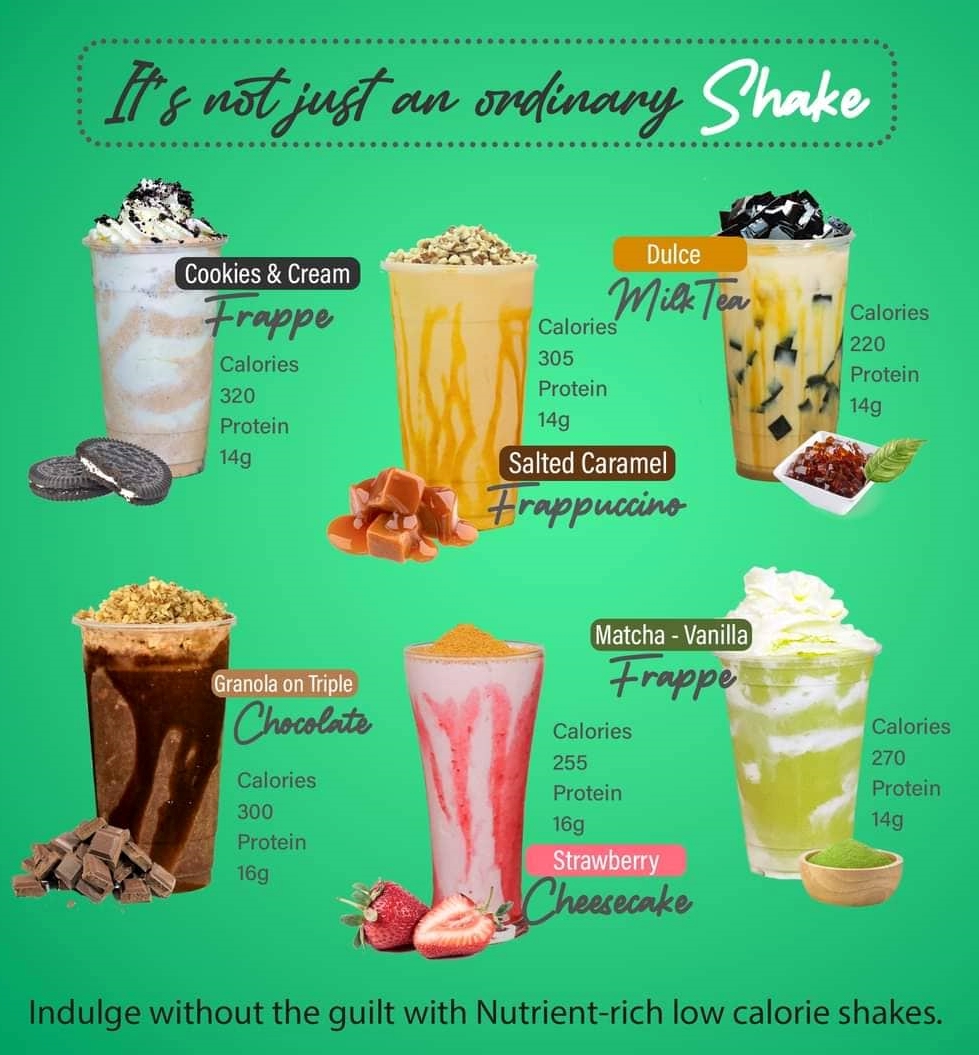 It's not just an ordinary Shake
Cookies & Cream
Frappe
Calories
320
Protein
14g
Calories
305
Protein
14g
Salted Caramel
Frappuccino
Dulce
Milk Tea
Calories
220
Protein
14g
Granola on Triple
Chocolate
Calories
300
Protein
16g
Calories
255
Protein
16g
Strawberry
Cheesecake
Matcha - Vanilla
Frappe
Calories
270
Protein
14g
Indulge without the guilt with Nutrient-rich low calorie shakes.